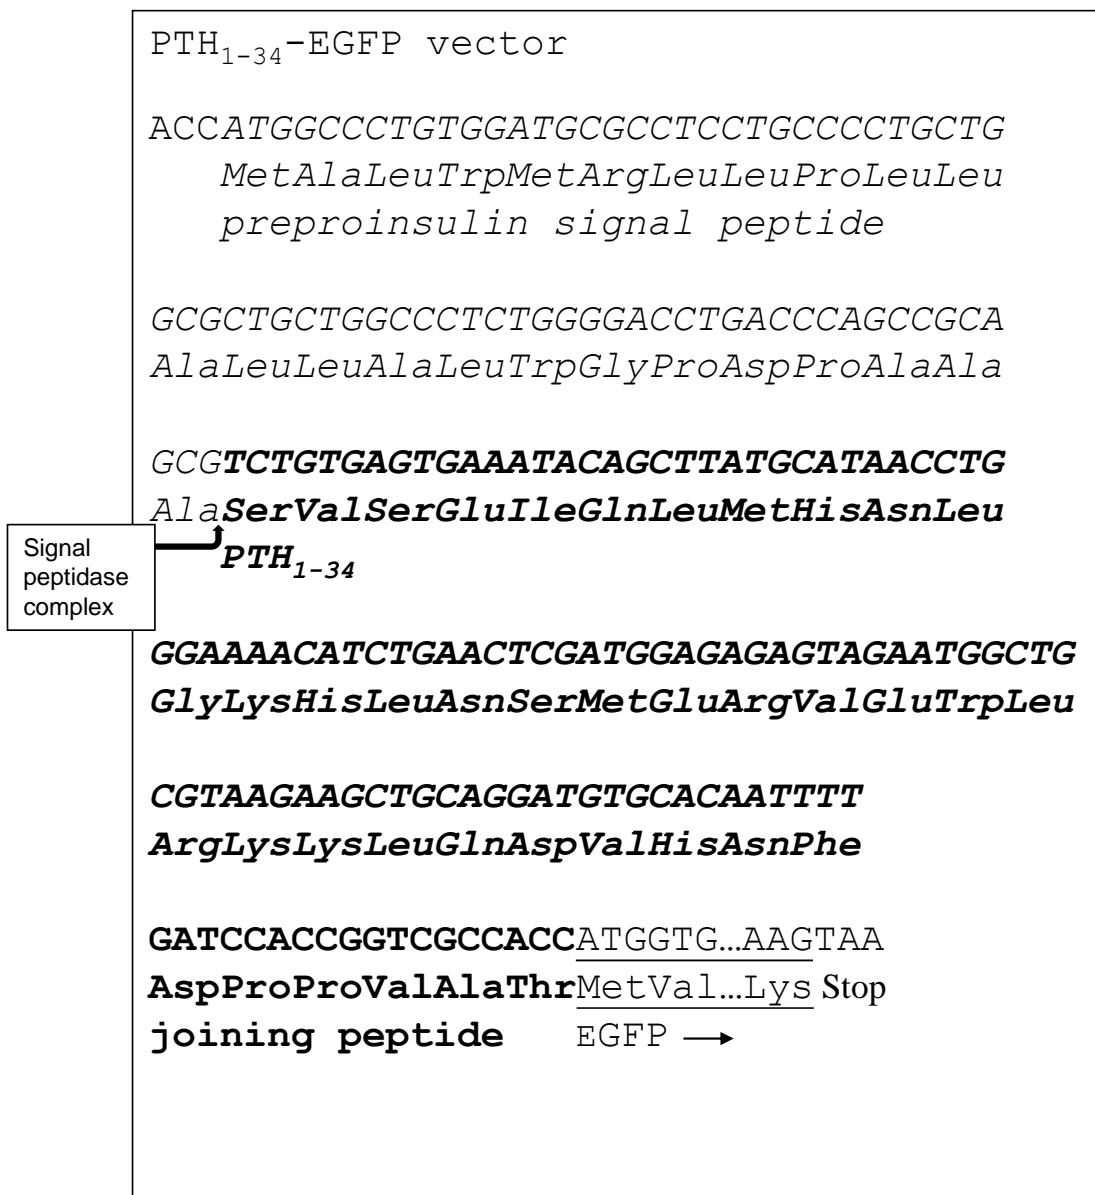 PTH1-34-EGFP vector
ACCATGGCCCTGTGGATGCGCCTCCTGCCCCTGCTG
MetAlaLeuTrpMetArgLeuLeuProLeuLeu
preproinsulin signal peptide
GCGCTGCTGGCCCTCTGGGGACCTGACCCAGCCGCA
AlaLeuLeuAlaLeuTrpGlyProAspProAlaAla
GCGTCTGTGAGTGAAATACAGCTTATGCATAACCTG
AlaSerValSerGluIleGlnLeuMetHisAsnLeu
PTH1-34
Signal
peptidase
complex
GGAAAACATCTGAACTCGATGGAGAGAGTAGAATGGCTG
GlyLysHisLeuAsnSerMetGluArgValGluTrpLeu
CGTAAGAAGCTGCAGGATGTGCACAATTTT
ArgLysLysLeuGlnAspValHisAsnPhe
GATCCACCGGTCGCCACCATGGTG…AAGTAA
AspProProValAlaThrMetVal…Lys Stop
joining peptide EGFP →